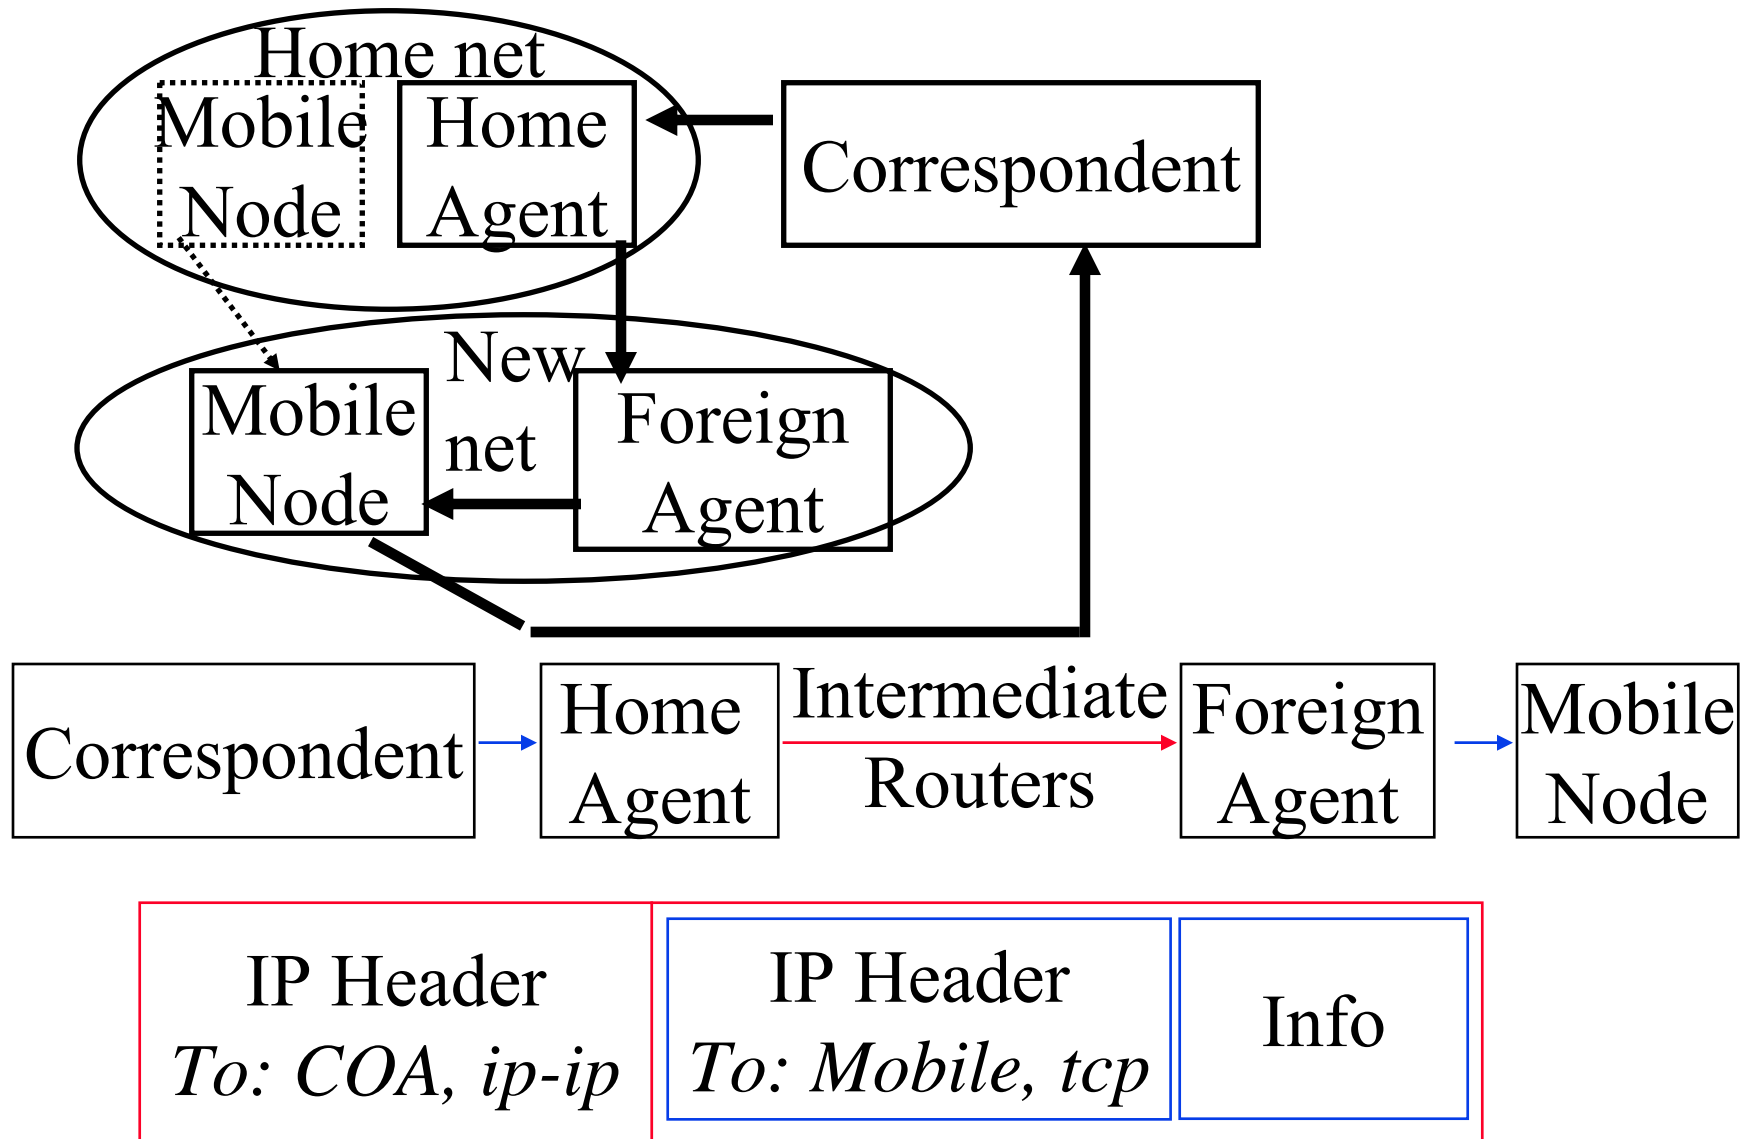 Home net
Mobile
Node
Home
Agent
Correspondent
New
net
Mobile
Node
Foreign
Agent
Correspondent
Home
Agent
Intermediate
Routers
Foreign
Agent
Mobile
Node
IP Header
To: COA, ip-ip
IP Header
To: Mobile, tcp
Info